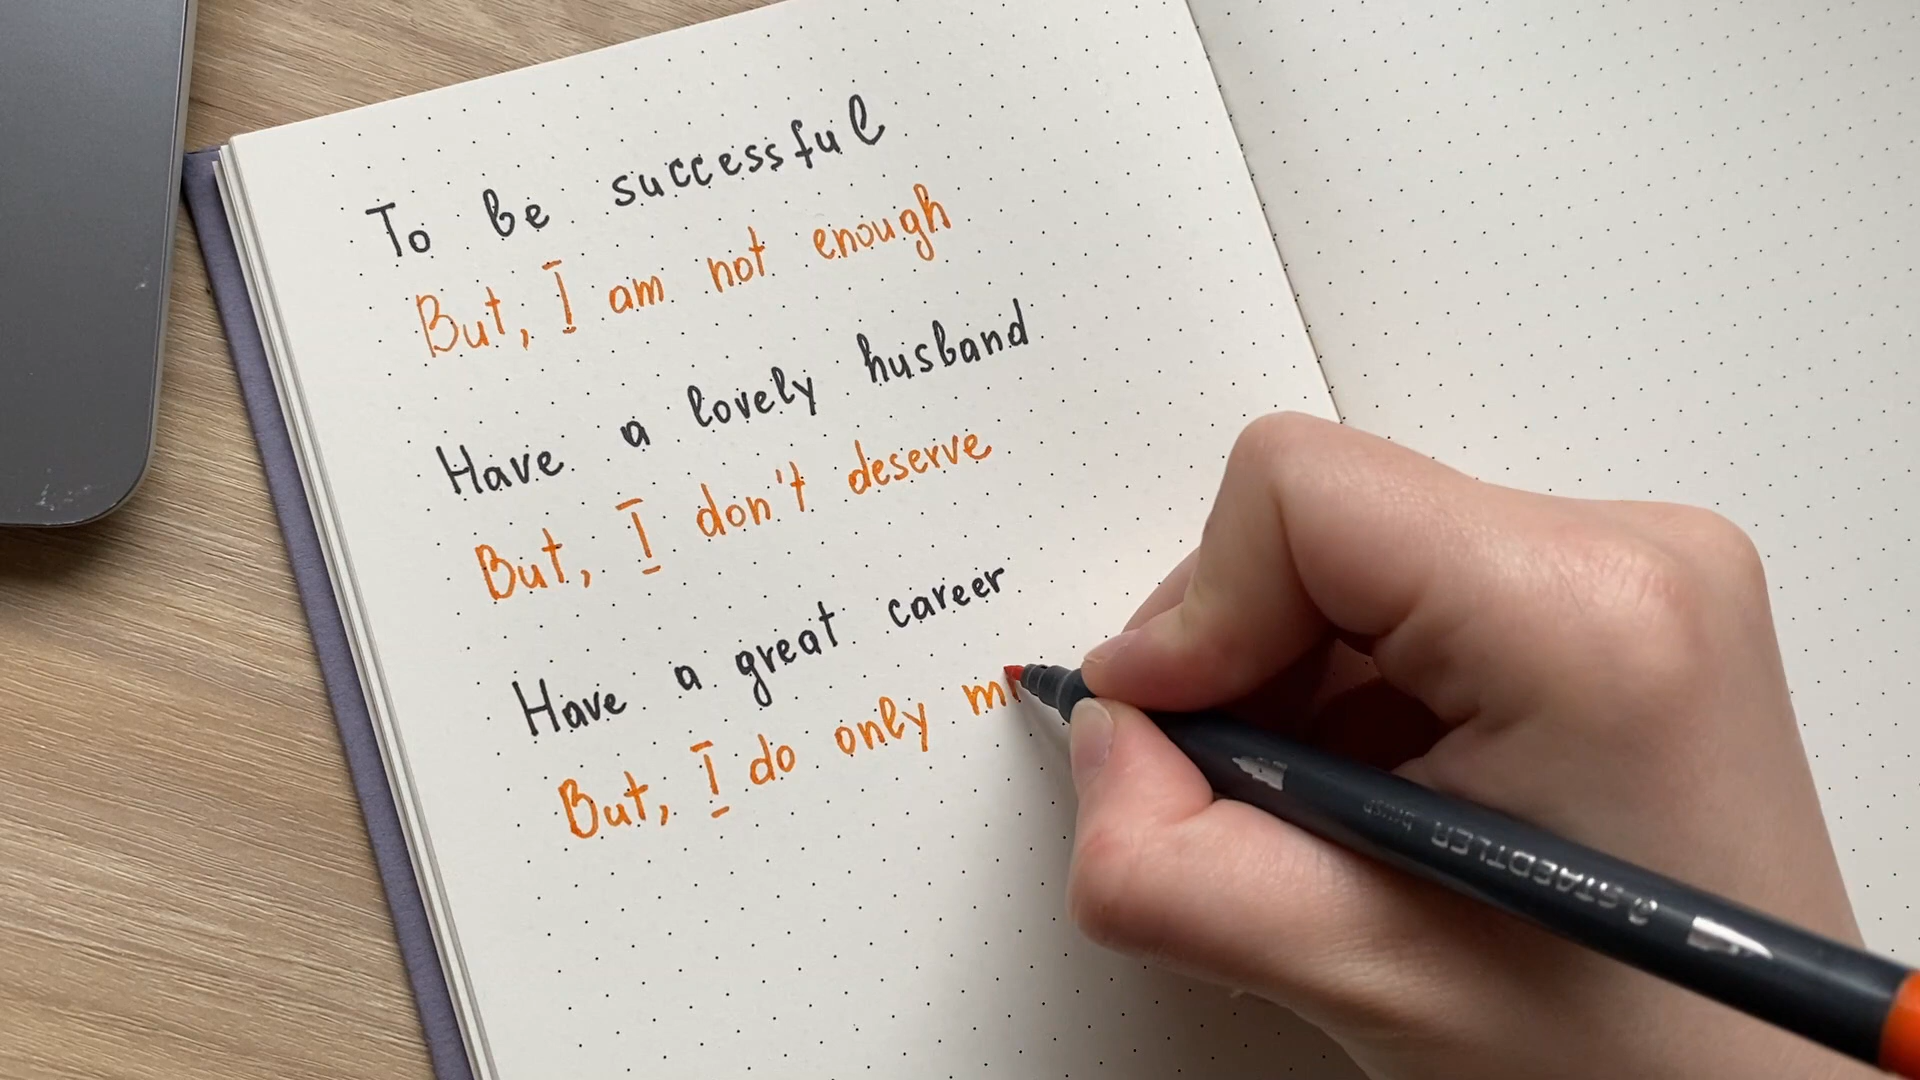 To be successful
But, I am not enough
Have a lovely husband
But, I don't deserve
Have a great career
But, I do only
STAEDTLER